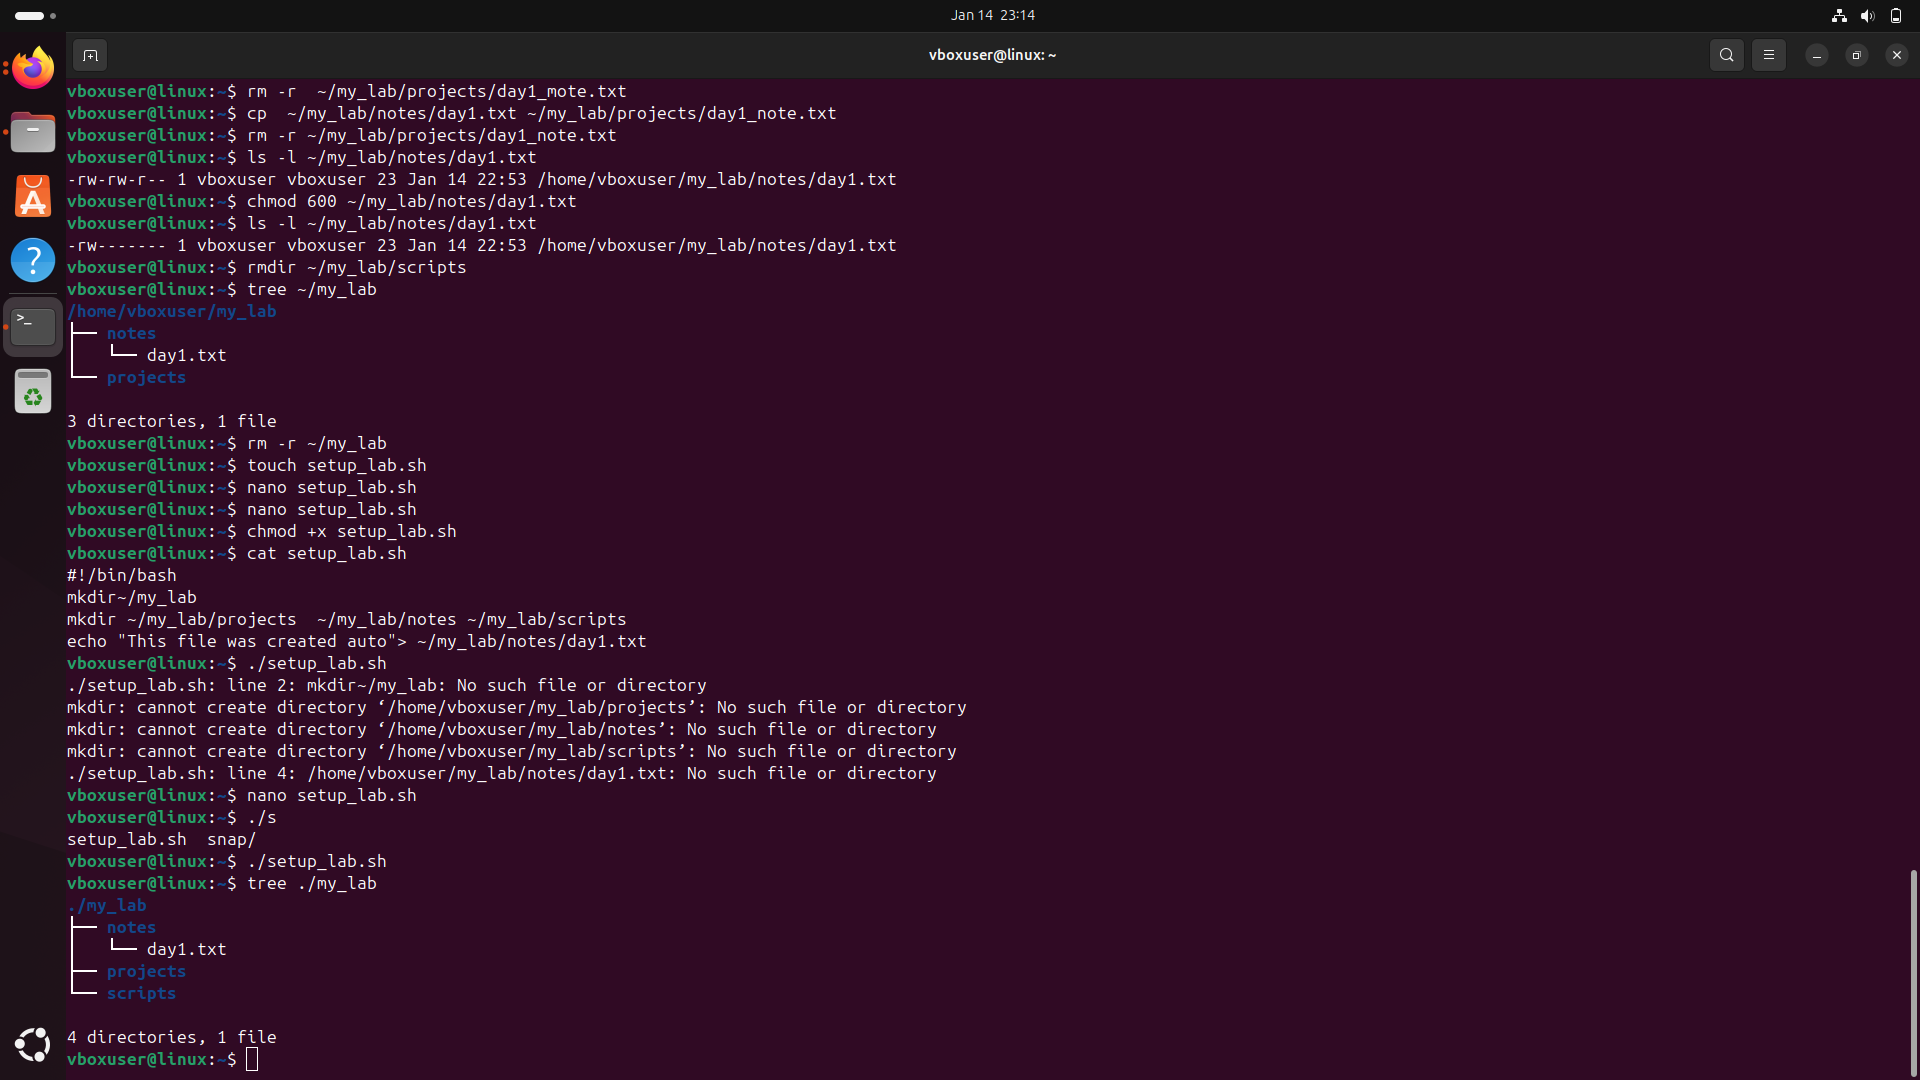 Jan 14 23:14
vboxuser@linux: ~
vboxuser@linux:~$ rm -r  ~/my_lab/projects/day1_mote.txt
vboxuser@linux:~$ cp  ~/my_lab/notes/day1.txt ~/my_lab/projects/day1_note.txt
vboxuser@linux:~$ rm -r ~/my_lab/projects/day1_note.txt
vboxuser@linux:~$ ls -l ~/my_lab/notes/day1.txt
-rw-rw-r-- 1 vboxuser vboxuser 23 Jan 14 22:53 /home/vboxuser/my_lab/notes/day1.txt
vboxuser@linux:~$ chmod 600 ~/my_lab/notes/day1.txt
vboxuser@linux:~$ ls -l ~/my_lab/notes/day1.txt
-rw------- 1 vboxuser vboxuser 23 Jan 14 22:53 /home/vboxuser/my_lab/notes/day1.txt
vboxuser@linux:~$ rmdir ~/my_lab/scripts
vboxuser@linux:~$ tree ~/my_lab
/home/vboxuser/my_lab
├── notes
│   └── day1.txt
└── projects
3 directories, 1 file
vboxuser@linux:~$ rm -r ~/my_lab
vboxuser@linux:~$ touch setup_lab.sh
vboxuser@linux:~$ nano setup_lab.sh
vboxuser@linux:~$ nano setup_lab.sh
vboxuser@linux:~$ chmod +x setup_lab.sh
vboxuser@linux:~$ cat setup_lab.sh
#!/bin/bash
mkdir~/my_lab
mkdir ~/my_lab/projects  ~/my_lab/notes ~/my_lab/scripts
echo "This file was created auto"> ~/my_lab/notes/day1.txt
vboxuser@linux:~$ ./setup_lab.sh
./setup_lab.sh: line 2: mkdir~/my_lab: No such file or directory
mkdir: cannot create directory ‘/home/vboxuser/my_lab/projects’: No such file or directory
mkdir: cannot create directory ‘/home/vboxuser/my_lab/notes’: No such file or directory
mkdir: cannot create directory ‘/home/vboxuser/my_lab/scripts’: No such file or directory
./setup_lab.sh: line 4: /home/vboxuser/my_lab/notes/day1.txt: No such file or directory
vboxuser@linux:~$ nano setup_lab.sh
vboxuser@linux:~$ ./s
setup_lab.sh  snap/
vboxuser@linux:~$ ./setup_lab.sh
vboxuser@linux:~$ tree ./my_lab
./my_lab
├── notes
│   └── day1.txt
├── projects
└── scripts
4 directories, 1 file
vboxuser@linux:~$